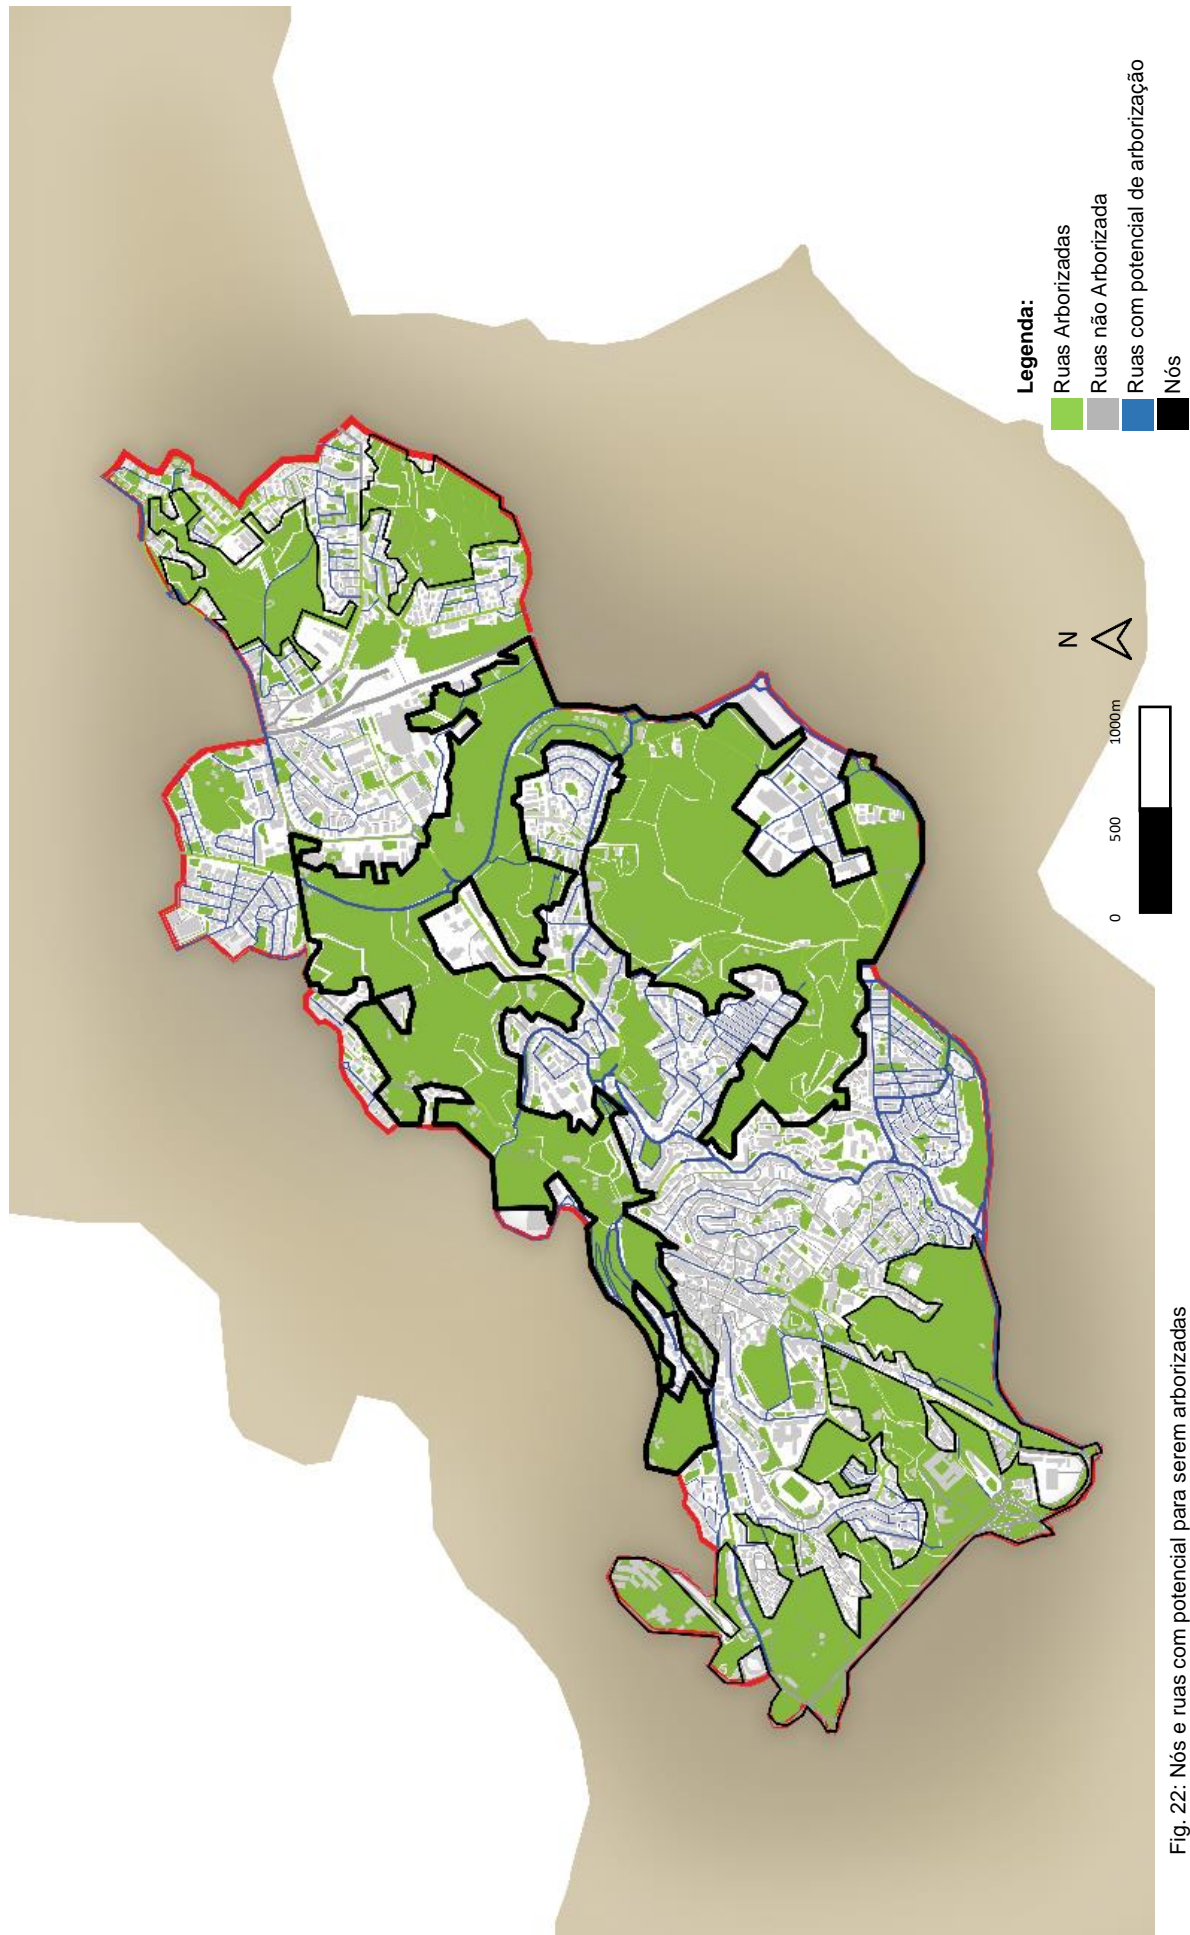 Legenda:
Ruas Arborizadas
Ruas não Arborizada
Ruas com potencial de arborização
Nós
N
0 500 1000m
Fig. 22: Nós e ruas com potencial para serem arborizadas